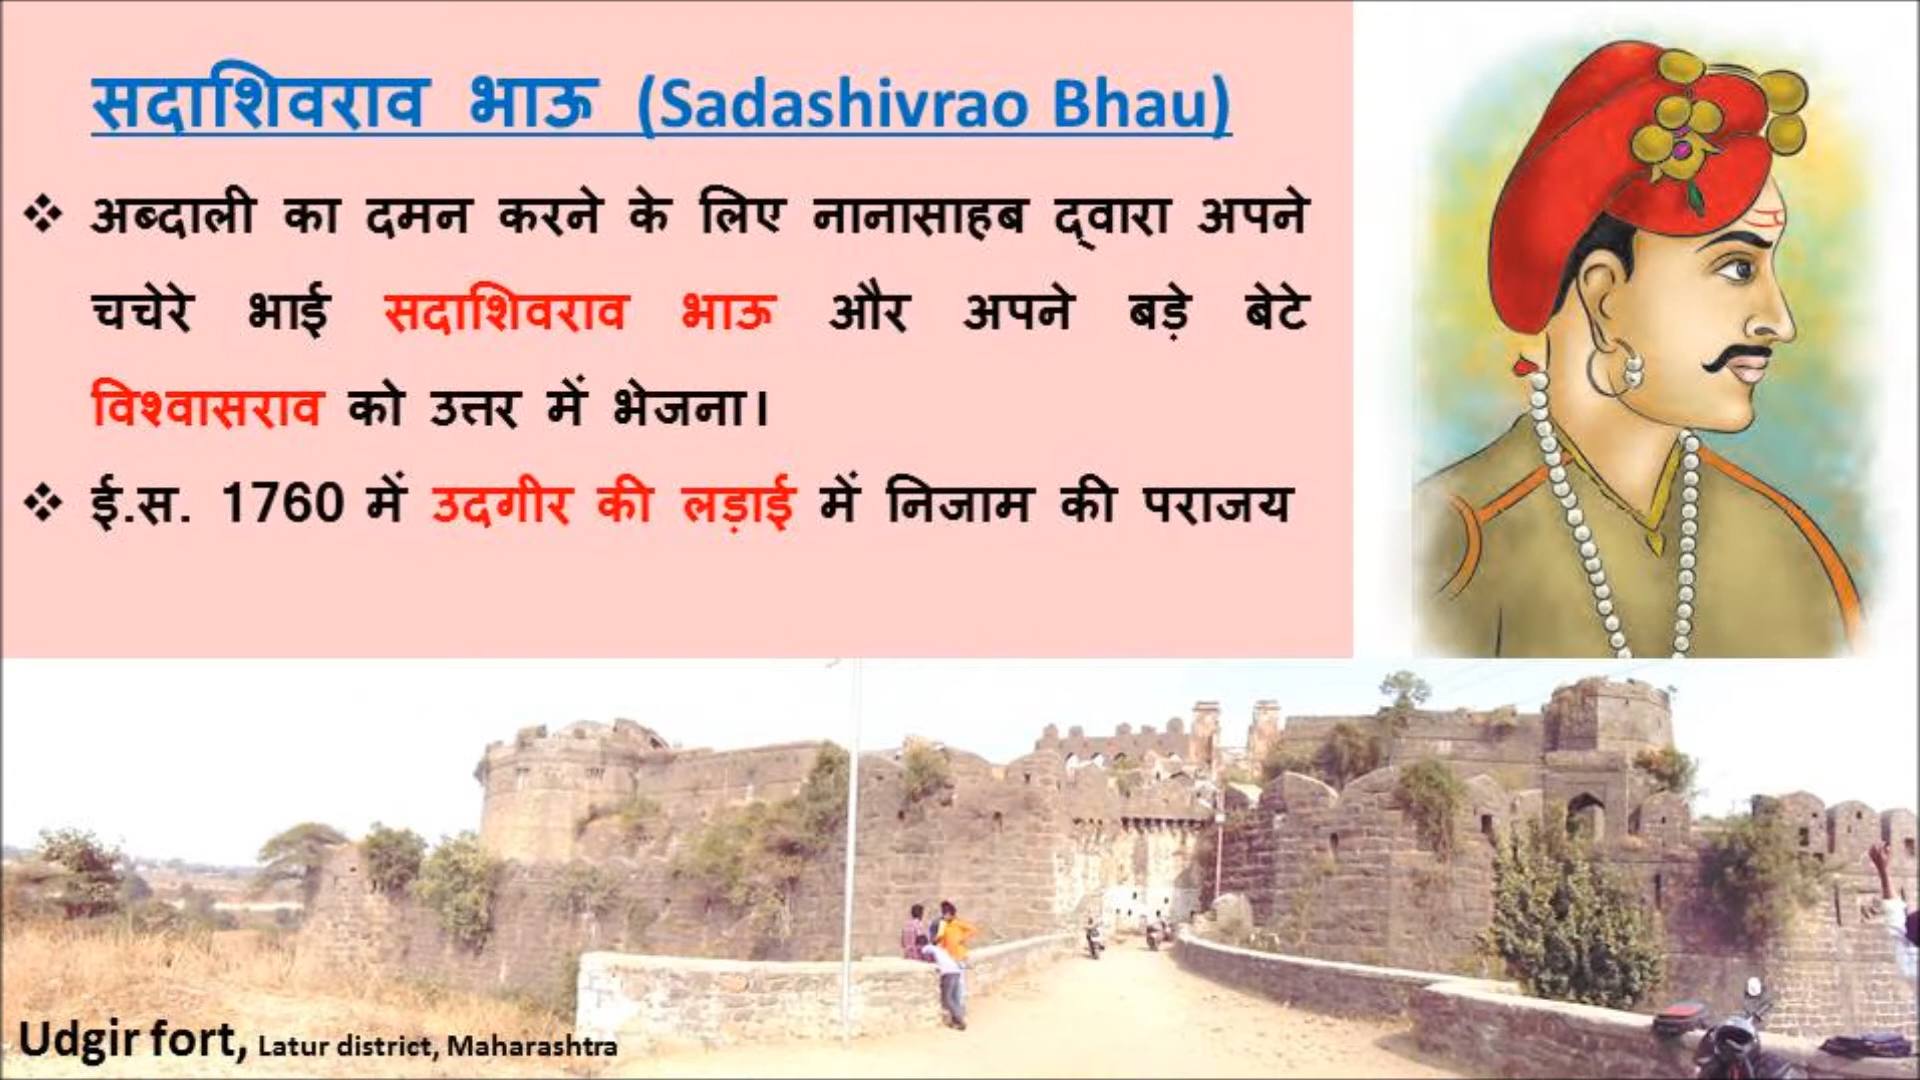 सदाशिवराव भाऊ (Sadashivrao Bhau)
❖ अब्दाली का दमन करने के लिए नानासाहब द्वारा अपने
चचेरे भाई सदाशिवराव भाऊ और अपने बड़े बेटे
विश्वासराव को उत्तर में भेजना।
❖ ई.स. 1760 में उदगीर की लड़ाई में निजाम की पराजय
Udgir fort, Latur district, Maharashtra